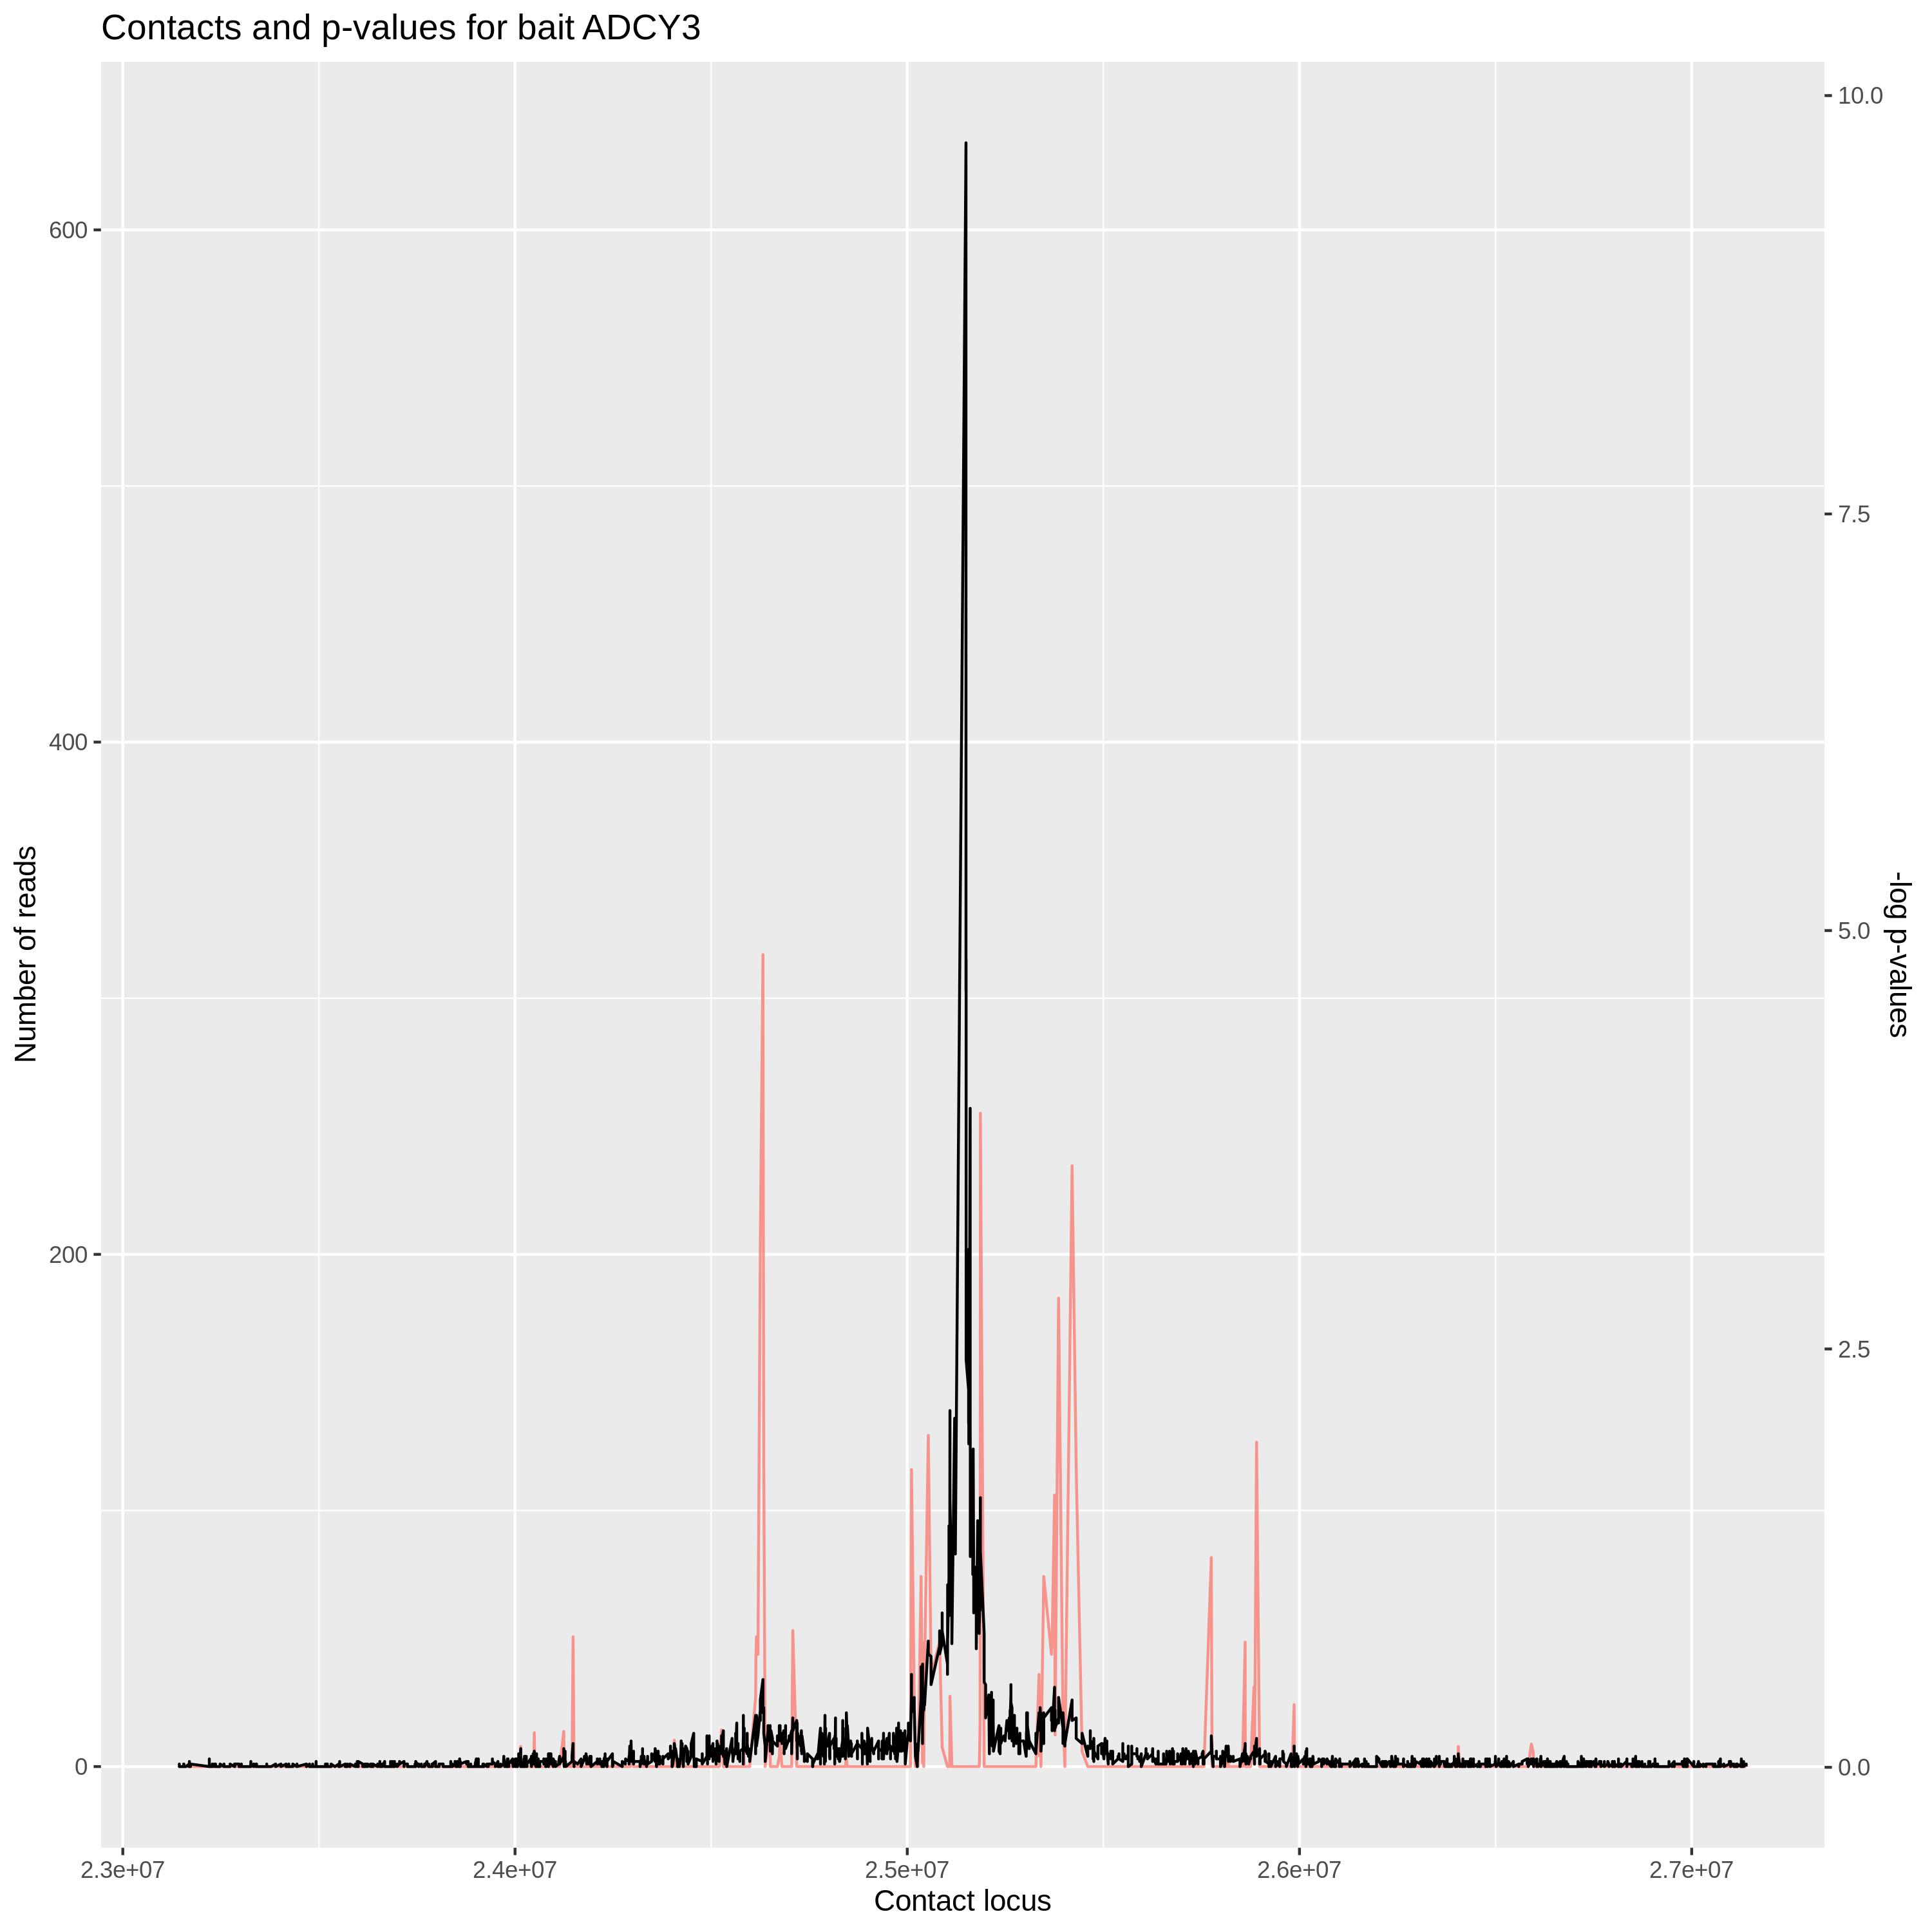 Contacts and p-values for bait ADCY3
Number of reads
600
400
200
0
10.0
7.5
5.0
2.5
0.0
-log p-values
2.3e+07
2.4e+07
2.5e+07
2.6e+07
2.7e+07
Contact locus